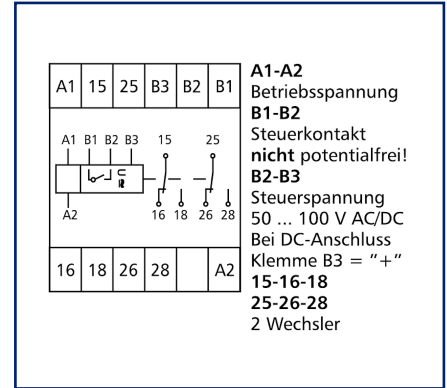 A1 15 25 B3 B2 B1
A1 B1 B2 B3 15 25
A2 16 18 26 28
16 18 26 28 A2
A1-A2
Betriebsspannung
B1-B2
Steuerkontakt
nicht potentialfrei!
B2-B3
Steuerspannung
50 ... 100 V AC/DC
Bei DC-Anschluss
Klemme B3 = "+"
15-16-18
25-26-28
2 Wechsler